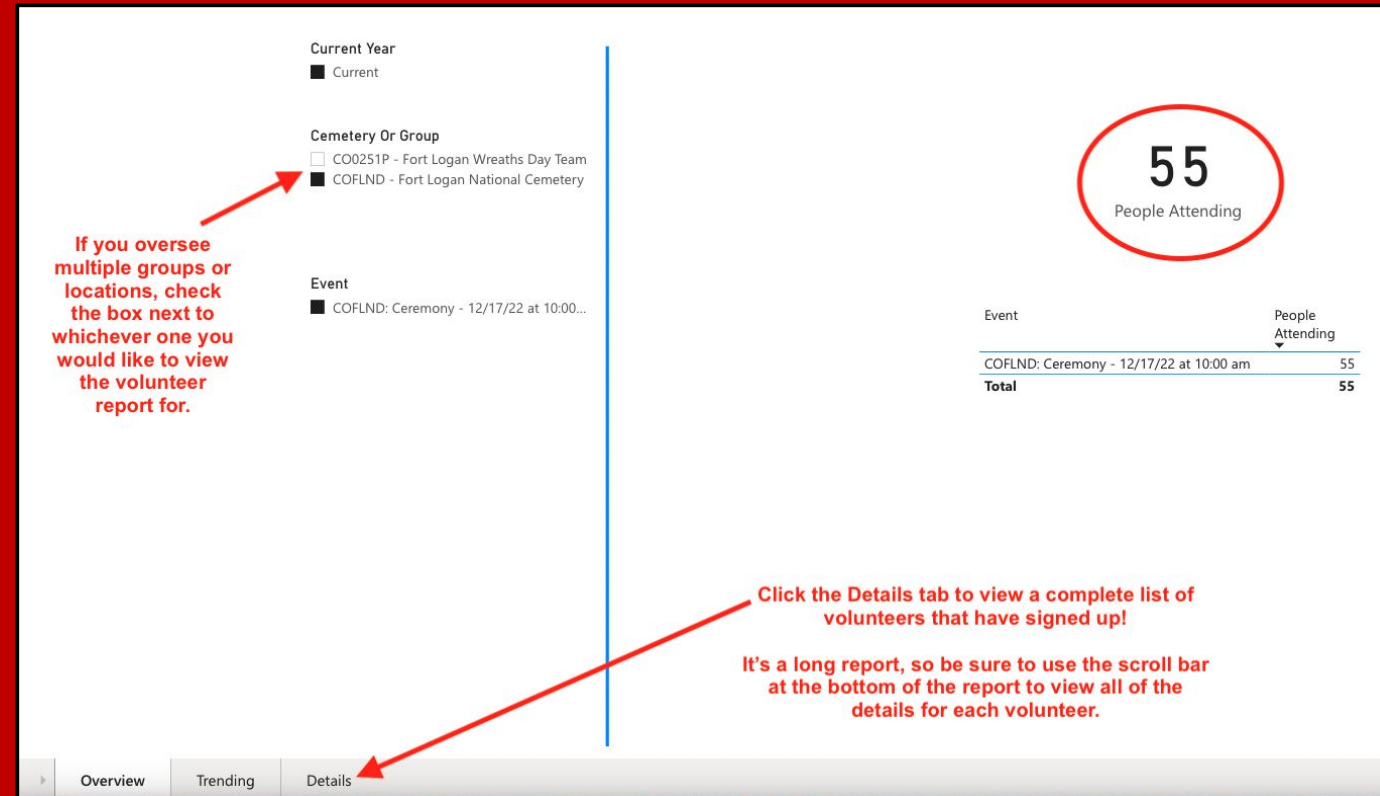 Current Year
Current
Cemetery Or Group
CO0251P - Fort Logan Wreaths Day Team
COFLND - Fort Logan National Cemetery
If you oversee
multiple groups or
locations, check
the box next to
whichever one you
would like to view
the volunteer
report for.
Event
COFLND: Ceremony - 12/17/22 at 10:00...
55
People Attending
Event People
Attending
COFLND: Ceremony - 12/17/22 at 10:00 am 55
Total 55
Click the Details tab to view a complete list of
volunteers that have signed up!
It's a long report, so be sure to use the scroll bar
at the bottom of the report to view all of the
details for each volunteer.
Overview Trending Details